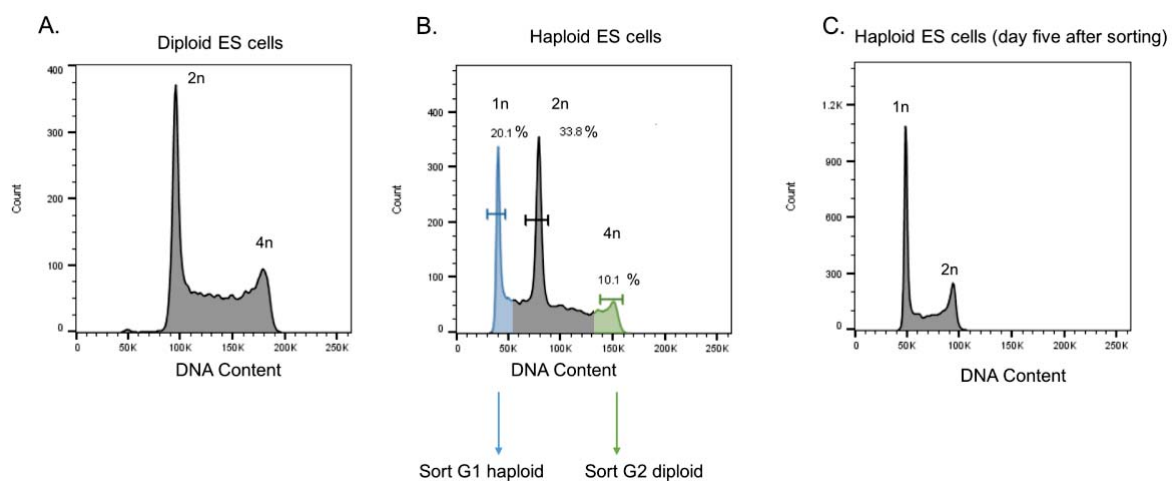 A.
Diploid ES cells
2n
4n
400
300
200
100
0
Count
0 50K 100K 150K 200K 250K
DNA Content
B.
Haploid ES cells
1n 2n
20.1 % 33.8 %
4n
10.1 %
400
300
200
100
0
Count
0 50K 100K 150K 200K 250K
DNA Content
Sort G1 haploid Sort G2 diploid
C.
Haploid ES cells (day five after sorting)
1n
2n
1.2K
900
600
300
0
Count
0 50K 100K 150K 200K 250K
DNA Content